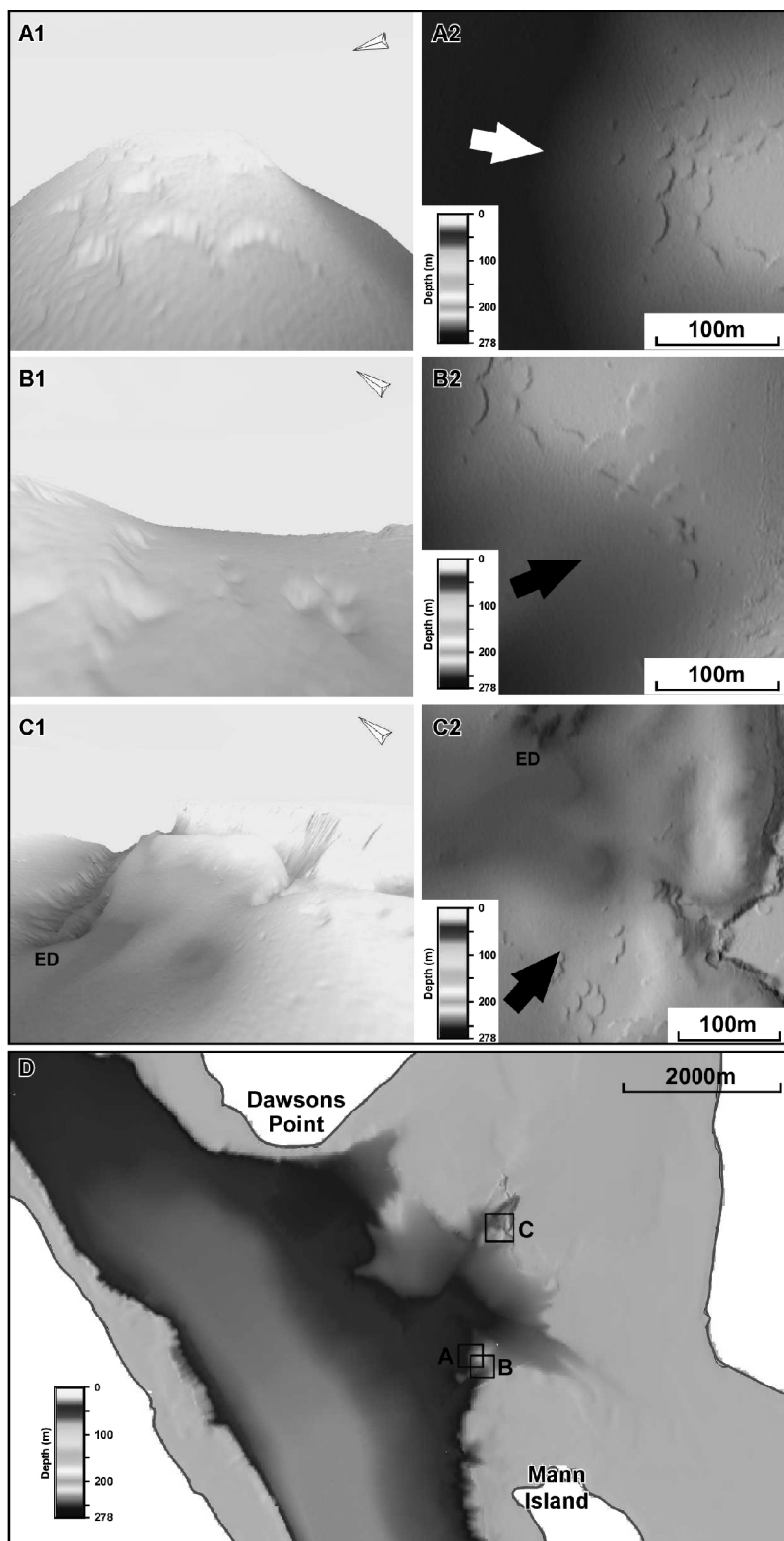 A1
A2
0
100
200
278
Depth (m)
100m
B1
B2
0
100
200
278
Depth (m)
100m
C1
ED
C2
ED
0
100
200
278
Depth (m)
100m
D
Dawsons
Point
2000m
C
A
B
0
100
200
278
Depth (m)
Mann
Island